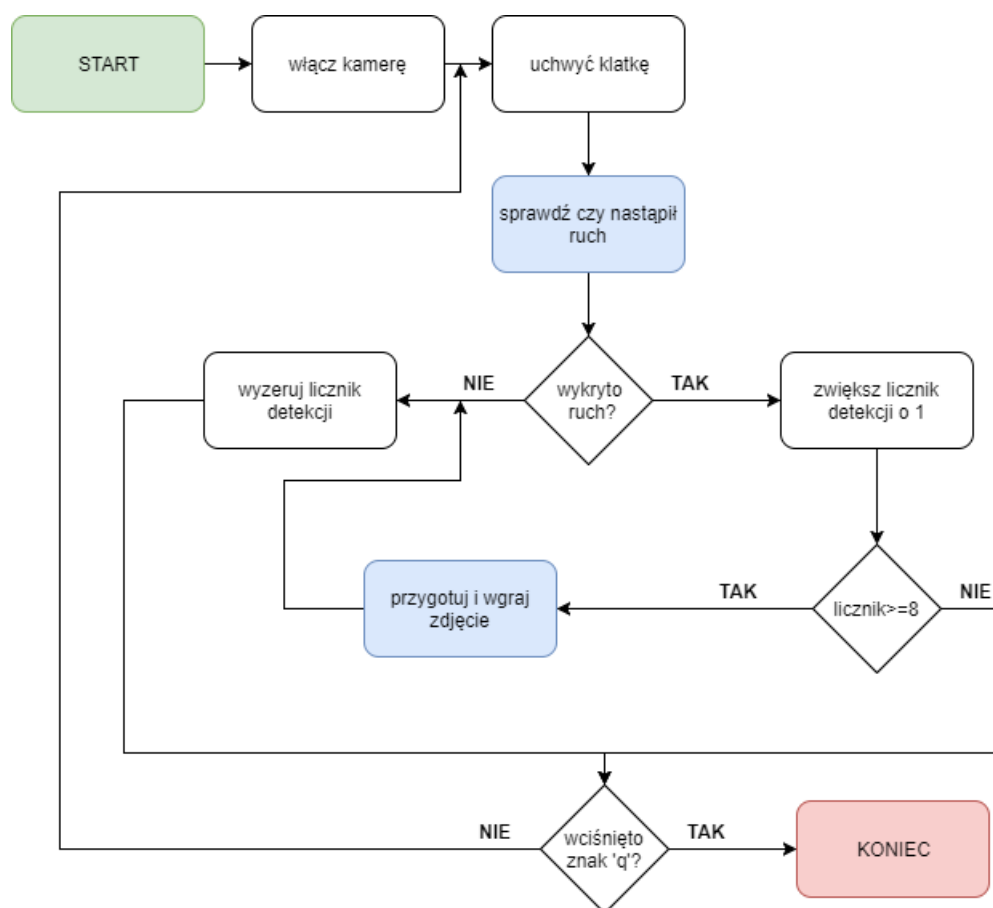 START
włącz kamerę
uchwyć klatkę
sprawdź czy nastąpił
ruch
wyzeruj licznik
detekcji
NIE
wykryto
ruch?
TAK
zwiększ licznik
detekcji o 1
przygotuj i wgraj
zdjęcie
TAK
licznik>=8
NIE
NIE
wciśnięto
znak 'q'?
TAK
KONIEC